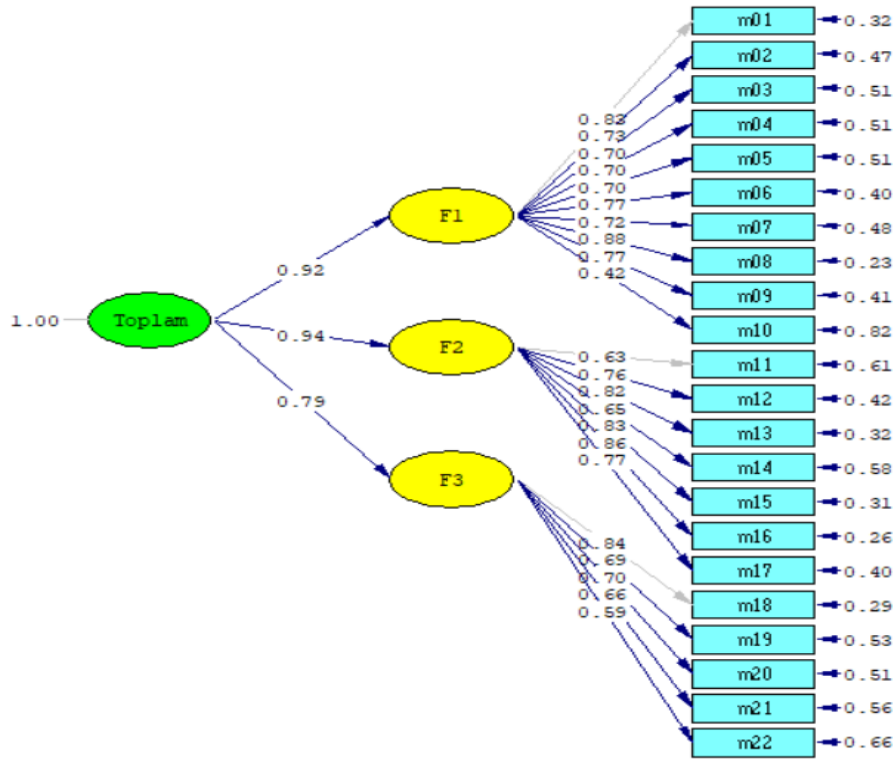 m01 0.32
m02 0.47
m03 0.51
m04 0.51
m05 0.51
m06 0.40
m07 0.48
m08 0.23
m09 0.41
m10 0.82
m11 0.61
m12 0.42
m13 0.32
m14 0.58
m15 0.31
m16 0.26
m17 0.40
m18 0.29
m19 0.53
m20 0.51
m21 0.56
m22 0.66
0.83
0.73
0.70
0.70
0.70
0.77
0.72
0.88
0.77
0.42
0.63
0.76
0.82
0.65
0.83
0.86
0.77
0.84
0.69
0.70
0.66
0.59
F1
F2
F3
0.92
0.94
0.79
1.00
Toplam